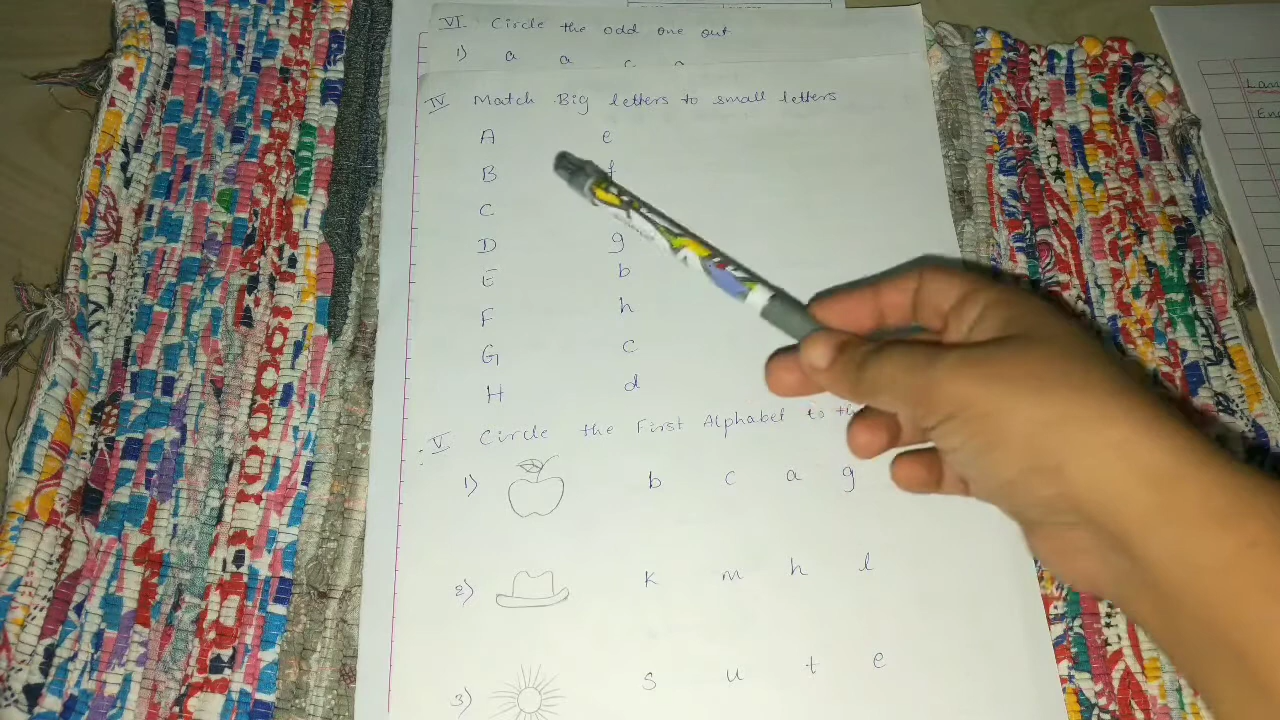 VI Circle the odd one out
1) a a c a
IV Match Big letters to small letters
A e
B f
C
D g
E b
F h
G c
H d
V Circle the First Alphabet to
1) b c a g
2) k m h l
3) s u t e